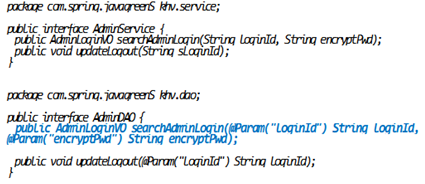 package com.spring.javagreenS_khv.service;
public interface AdminService {
public AdminLoginVO searchAdminLogin(String loginId, String encryptPwd);
public void updateLogout(String sLoginId);
}
package com.spring.javagreenS_khv.dao;
public interface AdminDAO {
public AdminLoginVO searchAdminLogin(@Param("loginId") String loginId,
@Param("encryptPwd") String encryptPwd);
public void updateLogout(@Param("LoginId") String loginId);
}